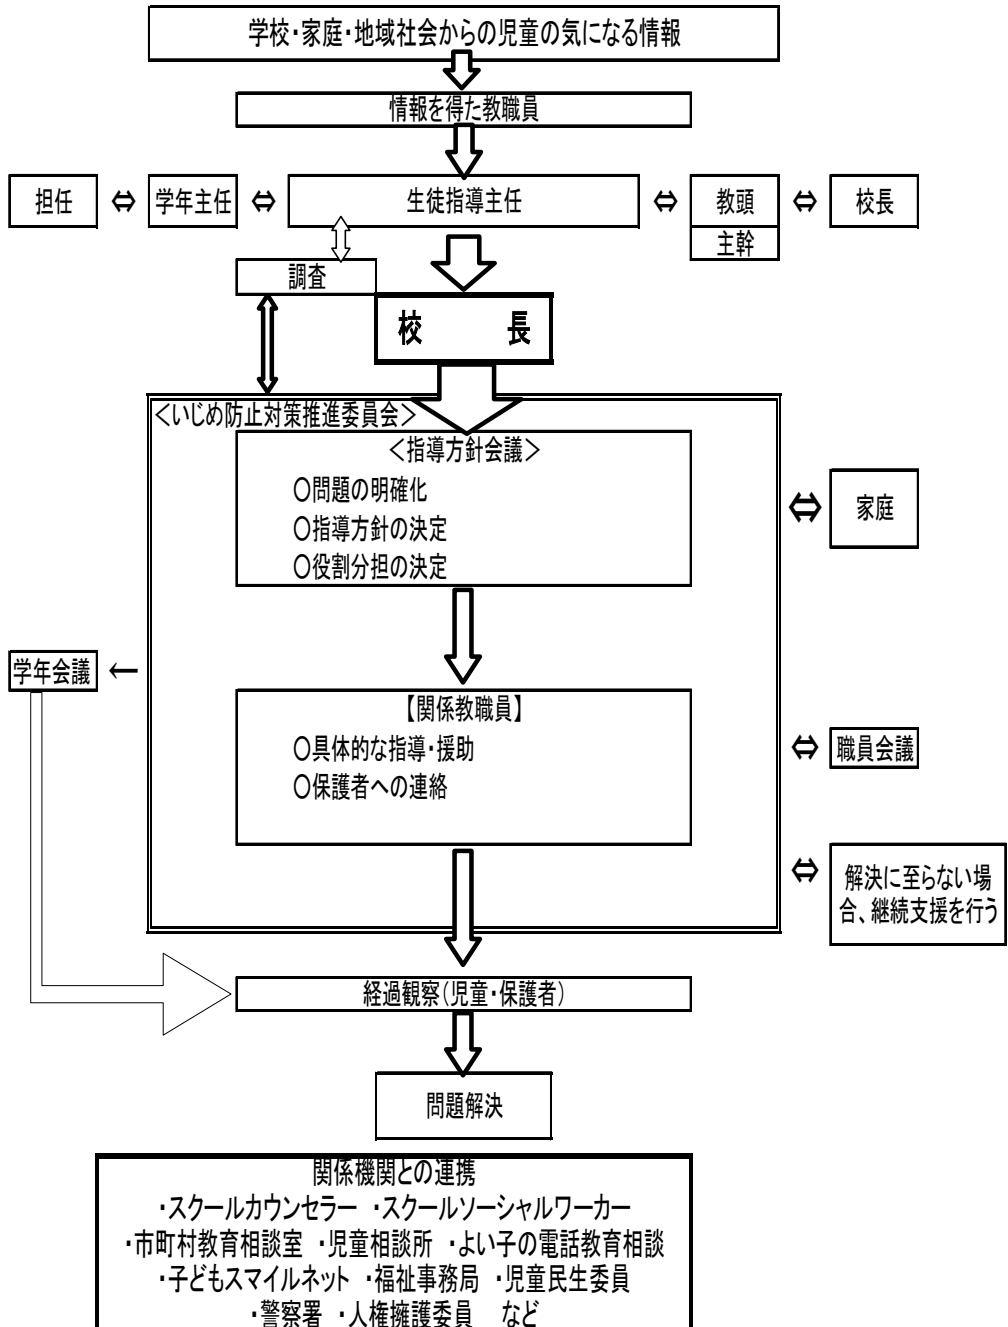 学校・家庭・地域社会からの児童の気になる情報
情報を得た教職員
担任 ⇔ 学年主任 ⇔ 生徒指導主任 ⇔ 教頭 ⇔ 校長
主幹
調査
校　　長
＜いじめ防止対策推進委員会＞
＜指導方針会議＞
○問題の明確化
○指導方針の決定
○役割分担の決定
⇔ 家庭
学年会議 ←
【関係教職員】
○具体的な指導・援助
○保護者への連絡
⇔ 職員会議
⇔ 解決に至らない場
合、継続支援を行う
経過観察（児童・保護者）
問題解決
関係機関との連携
・スクールカウンセラー ・スクールソーシャルワーカー
・市町村教育相談室 ・児童相談所 ・よい子の電話教育相談
・子どもスマイルネット ・福祉事務局 ・児童民生委員
・警察署 ・人権擁護委員　など